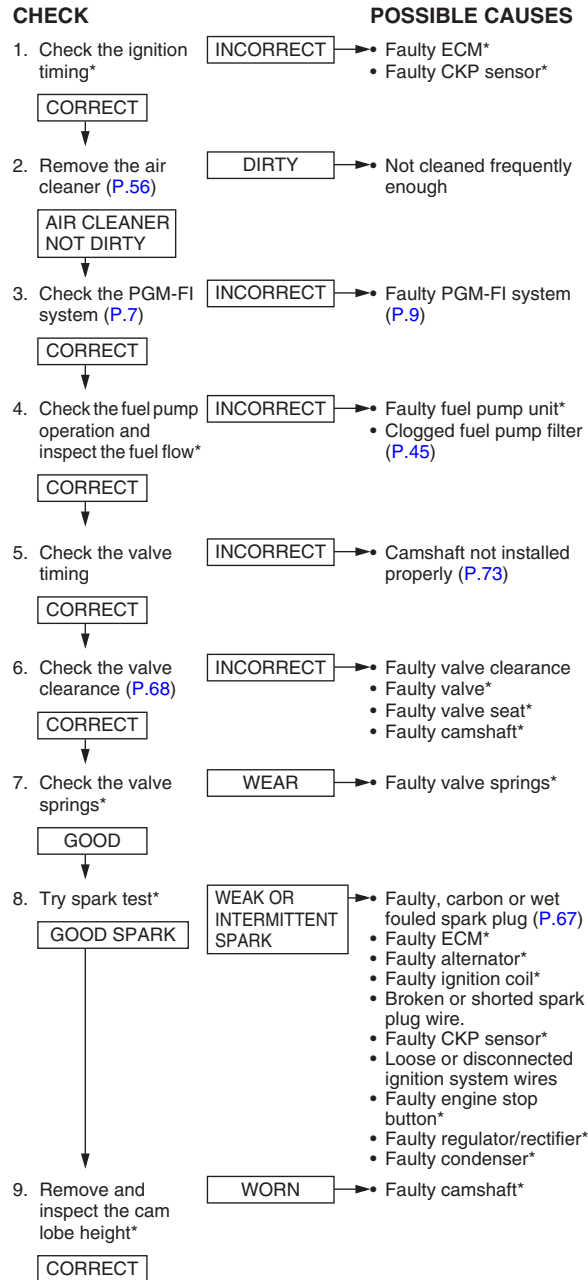 CHECK
POSSIBLE CAUSES
1. Check the ignition
timing*
INCORRECT
• Faulty ECM*
• Faulty CKP sensor*
CORRECT
2. Remove the air
cleaner (P.56)
DIRTY
• Not cleaned frequently
enough
AIR CLEANER
NOT DIRTY
3. Check the PGM-FI
system (P.7)
INCORRECT
• Faulty PGM-FI system
(P.9)
CORRECT
4. Check the fuel pump
operation and
inspect the fuel flow*
INCORRECT
• Faulty fuel pump unit*
• Clogged fuel pump filter
(P.45)
CORRECT
5. Check the valve
timing
INCORRECT
• Camshaft not installed
properly (P.73)
CORRECT
6. Check the valve
clearance (P.68)
INCORRECT
• Faulty valve clearance
• Faulty valve*
• Faulty valve seat*
• Faulty camshaft*
CORRECT
7. Check the valve
springs*
WEAR
• Faulty valve springs*
GOOD
8. Try spark test*
WEAK OR
INTERMITTENT
SPARK
• Faulty, carbon or wet
fouled spark plug (P.67)
• Faulty ECM*
• Faulty alternator*
• Faulty ignition coil*
• Broken or shorted spark
plug wire.
• Faulty CKP sensor*
• Loose or disconnected
ignition system wires
• Faulty engine stop
button*
• Faulty regulator/rectifier*
• Faulty condenser*
GOOD SPARK
9. Remove and
inspect the cam
lobe height*
WORN
• Faulty camshaft*
CORRECT